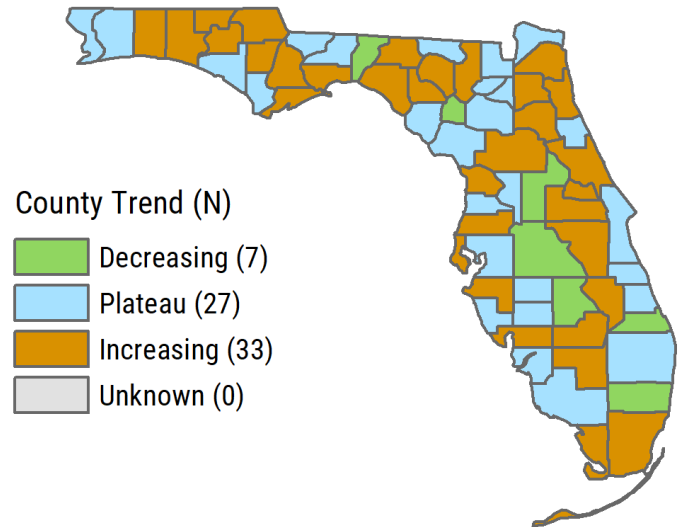 County Trend (N)
Decreasing (7)
Plateau (27)
Increasing (33)
Unknown (0)